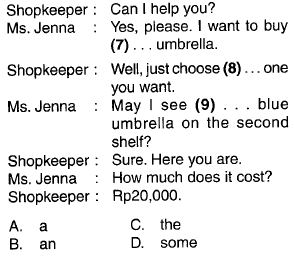 Shopkeeper : Can I help you?
Ms. Jenna : Yes, please. I want to buy
(7) . . . umbrella.
Shopkeeper : Well, just choose (8) . . . one
you want.
Ms. Jenna : May I see (9) . . . blue
umbrella on the second
shelf?
Shopkeeper : Sure. Here you are.
Ms. Jenna : How much does it cost?
Shopkeeper : Rp20,000.
A. a C. the
B. an D. some